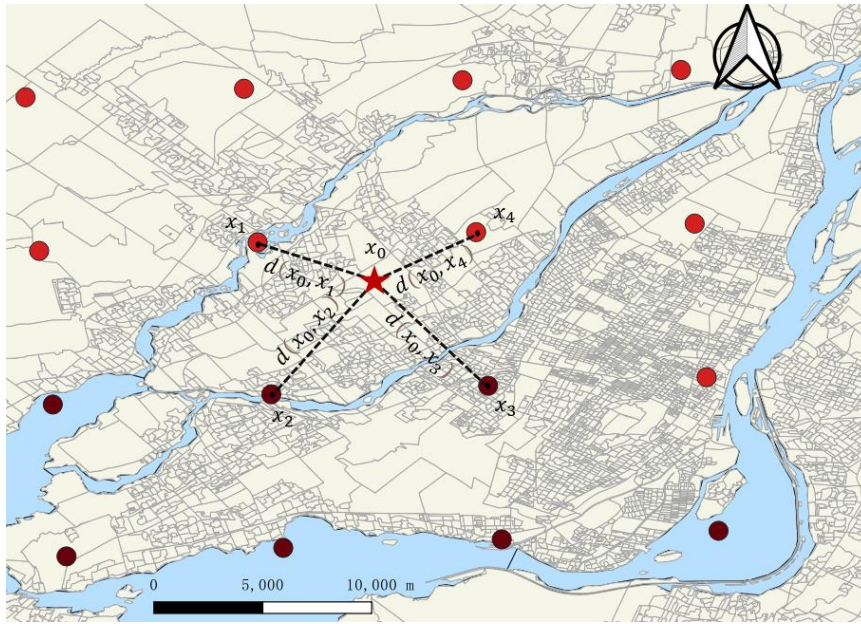 x₁
x₀
x₄
d(x₀, x₁)
d(x₀, x₄)
d(x₀, x₂)
d(x₀, x₃)
x₂
x₃
0 5,000 10,000 m